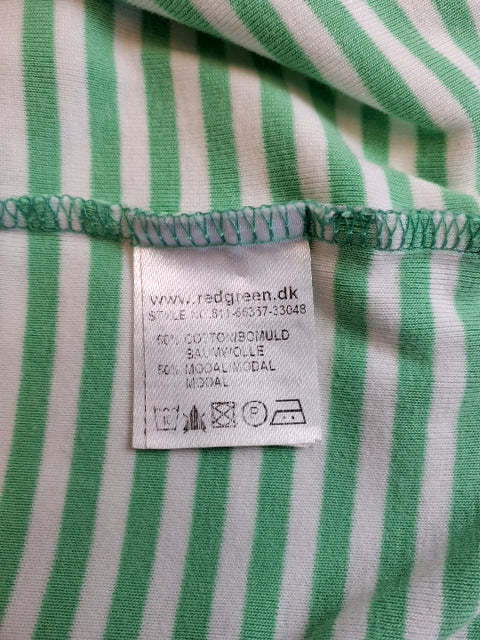 www.redgreen.dk
STYLE NO.811-66357-33048
50% COTTON/BOMULD
BAUMWOLLE
50% MODAL/MODAL
MODAL
P